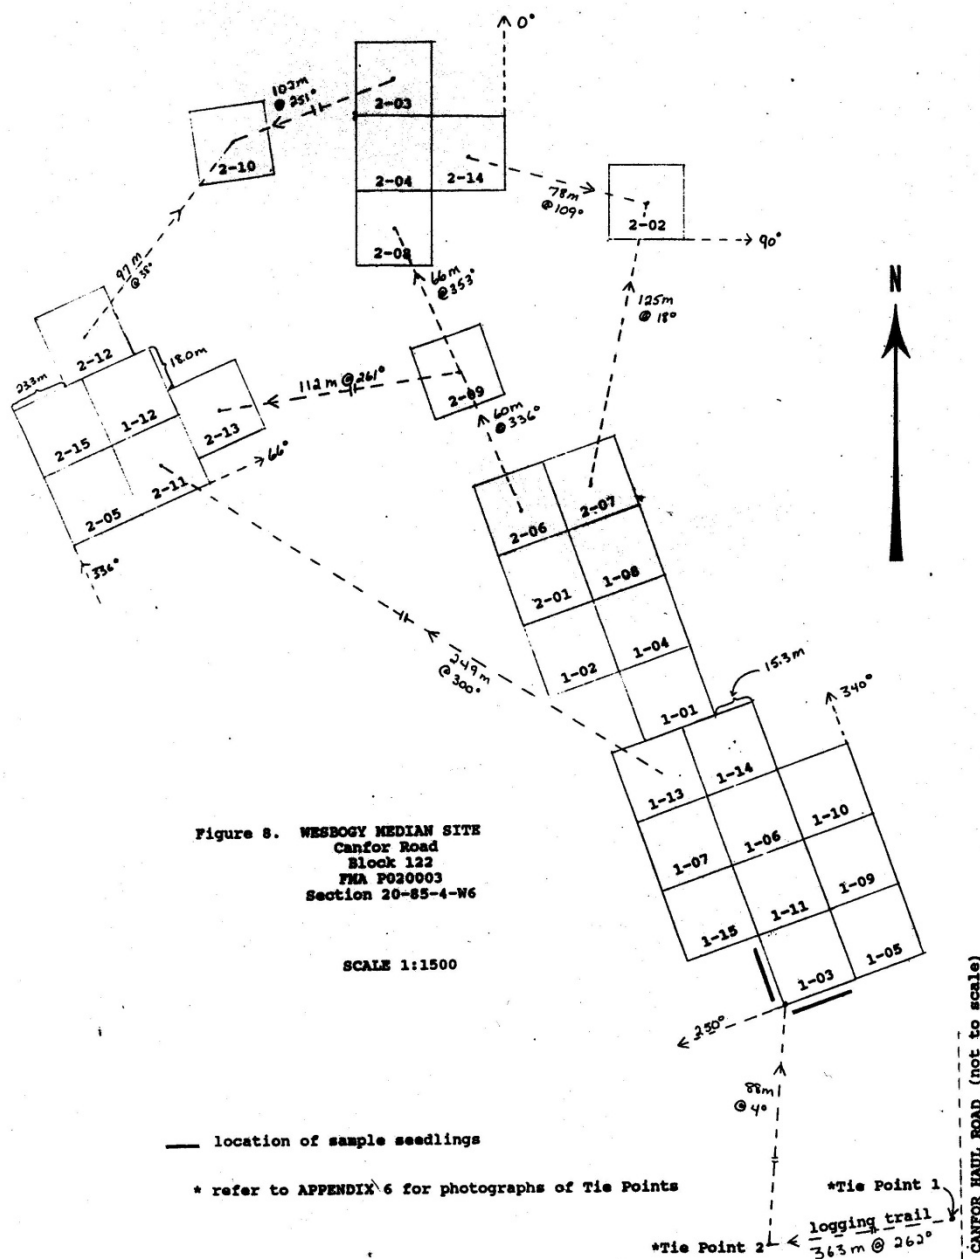 0°
102m
@ 251°
2-03
2-10
2-04
2-14
78m
@ 109°
2-02
90°
2-08
66m
@ 353°
125m
@ 18°
N
97m
@ 38°
2-12
18.0m
23.3m
112m @ 261°
2-09
60m
@ 336°
1-12
2-13
2-15
66°
2-11
2-05
336°
2-06
2-07
2-01
1-08
1-02
1-04
249m
@ 300°
1-01
15.3m
340°
1-13
1-14
1-10
1-07
1-06
1-09
1-15
1-11
1-05
1-03
250°
88m
@ 4°
Figure 8. WESBOGY MEDIAN SITE
Canfor Road
Block 122
FMA P020003
Section 20-85-4-W6
SCALE 1:1500
location of sample seedlings
* refer to APPENDIX 6 for photographs of Tie Points
*Tie Point 1
logging trail
363m @ 262°
*Tie Point 2
CANFOR HAUL ROAD (not to scale)